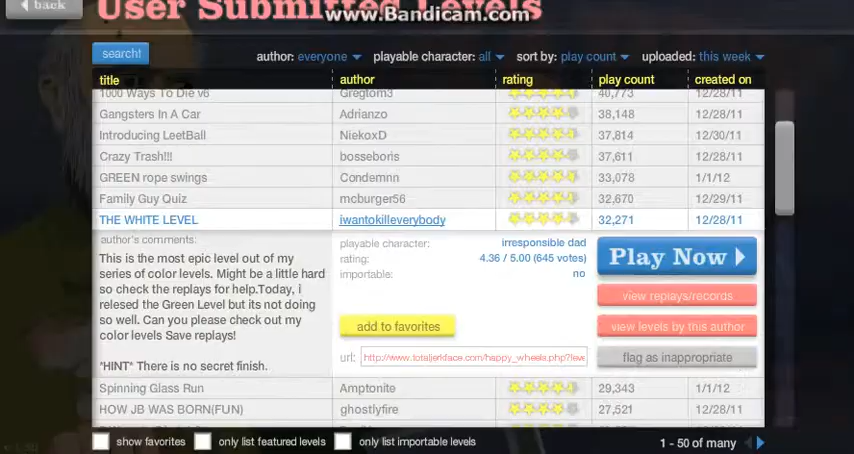 back
User Submitted Levels
www.Bandicam.com
search!
author: everyone playable character: all sort by: play count uploaded: this week
title author rating play count created on
1000 Ways To Die v6 Gregtom3 40,773 12/28/11
Gangsters In A Car Adrianzo 38,148 12/28/11
Introducing LeetBall NiekoxD 37,814 12/30/11
Crazy Trash!!! bosseboris 37,611 12/28/11
GREEN rope swings Condemnn 33,078 1/1/12
Family Guy Quiz mcburger56 32,670 12/29/11
THE WHITE LEVEL iwantokilleverybody 32,271 12/28/11
author's comments:
This is the most epic level out of my
series of color levels. Might be a little hard
so check the replays for help.Today, i
relesed the Green Level but its not doing
so well. Can you please check out my
color levels Save replays!
*HINT* There is no secret finish.
playable character: irresponsible dad
rating: 4.36 / 5.00 (645 votes)
importable: no
add to favorites
url: http://www.totaljerkface.com/happy_wheels.php?leve
Play Now
view replays/records
view levels by this author
flag as inappropriate
Spinning Glass Run Amptonite 29,343 1/1/12
HOW JB WAS BORN(FUN) ghostlyfire 27,521 12/28/11
show favorites only list featured levels only list importable levels 1 - 50 of many